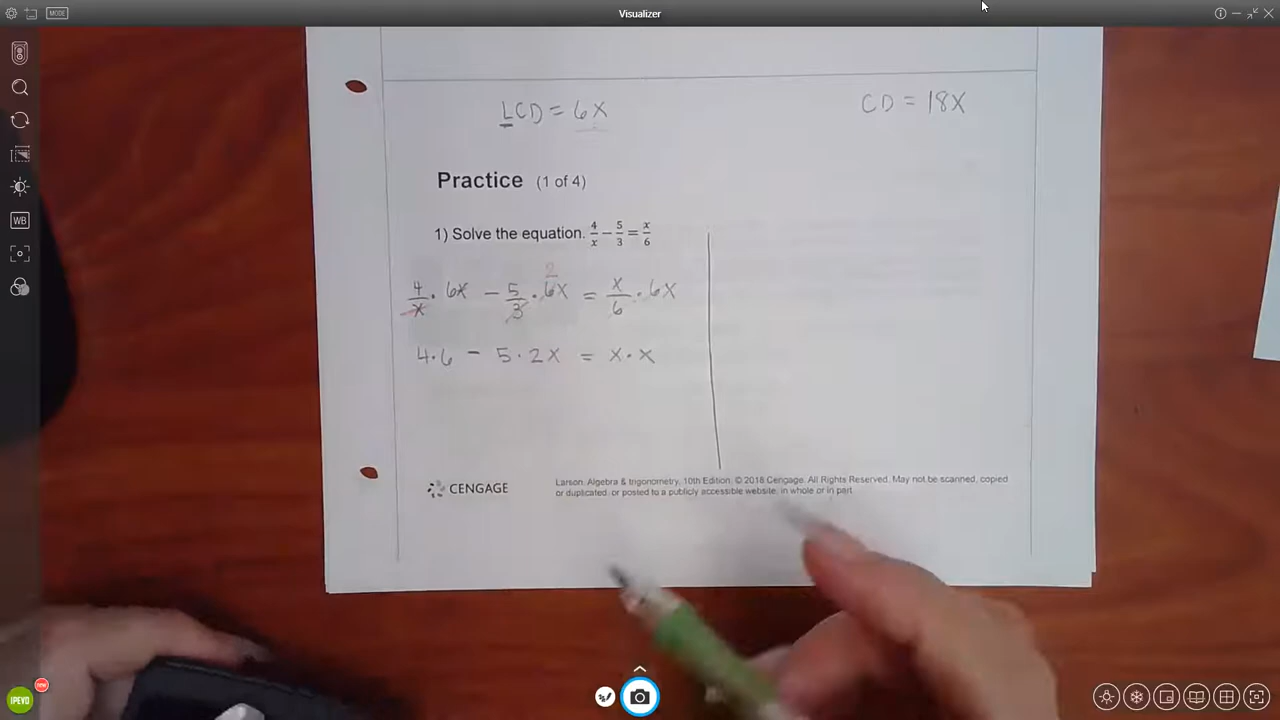 MODE
Visualizer
WB
LCD = 6x
CD = 18x
Practice (1 of 4)
1) Solve the equation. 4/x − 5/3 = x/6
4/x · 6x − 5/3 · 6x = x/6 · 6x
2
4·6 − 5·2x = x·x
CENGAGE
Larson, Algebra & trigonometry, 10th Edition. © 2018 Cengage. All Rights Reserved. May not be scanned, copied
or duplicated, or posted to a publicly accessible website, in whole or in part.
IPEVO
new